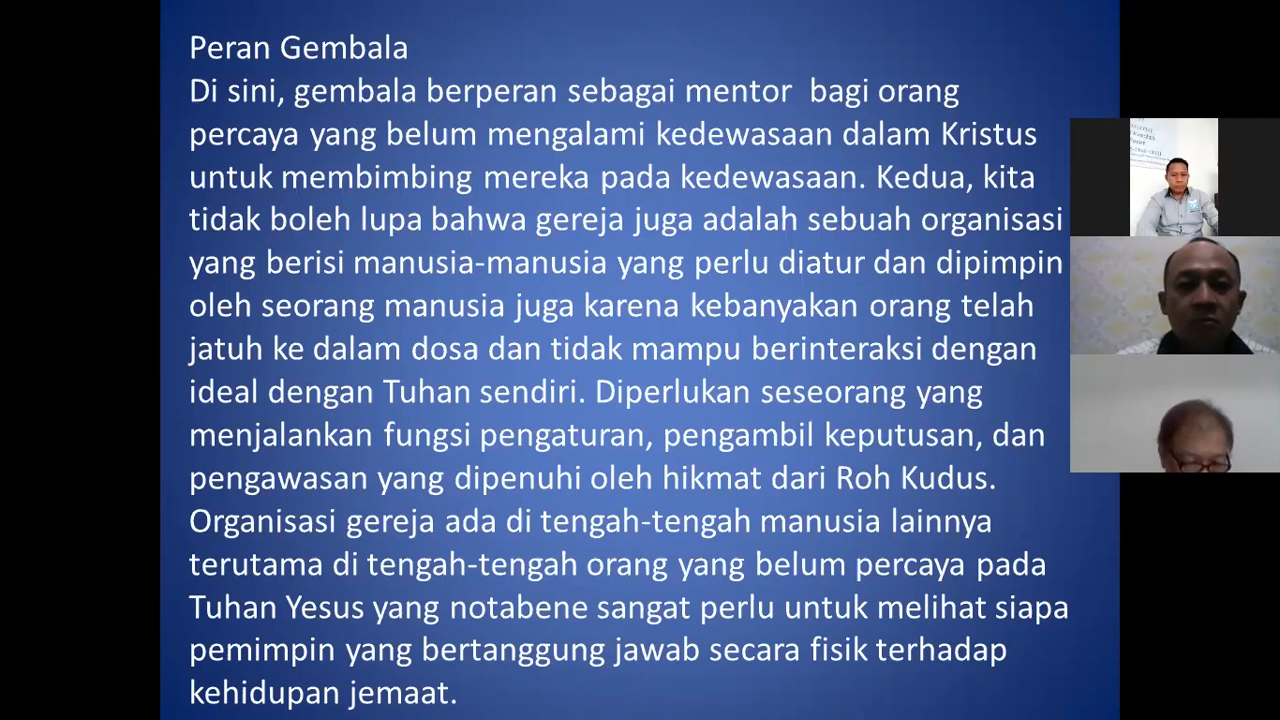 Peran Gembala
Di sini, gembala berperan sebagai mentor  bagi orang
percaya yang belum mengalami kedewasaan dalam Kristus
untuk membimbing mereka pada kedewasaan. Kedua, kita
tidak boleh lupa bahwa gereja juga adalah sebuah organisasi
yang berisi manusia-manusia yang perlu diatur dan dipimpin
oleh seorang manusia juga karena kebanyakan orang telah
jatuh ke dalam dosa dan tidak mampu berinteraksi dengan
ideal dengan Tuhan sendiri. Diperlukan seseorang yang
menjalankan fungsi pengaturan, pengambil keputusan, dan
pengawasan yang dipenuhi oleh hikmat dari Roh Kudus.
Organisasi gereja ada di tengah-tengah manusia lainnya
terutama di tengah-tengah orang yang belum percaya pada
Tuhan Yesus yang notabene sangat perlu untuk melihat siapa
pemimpin yang bertanggung jawab secara fisik terhadap
kehidupan jemaat.